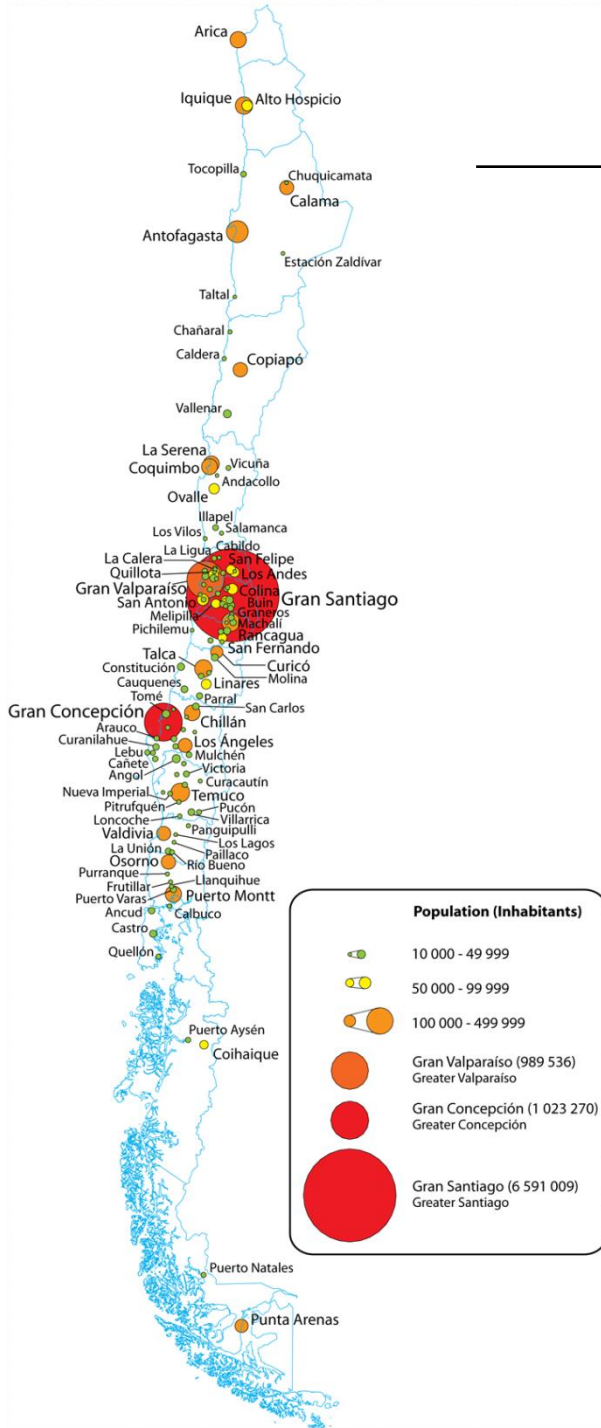 Arica
Iquique
Alto Hospicio
Tocopilla
Chuquicamata
Calama
Antofagasta
Estación Zaldívar
Taltal
Chañaral
Caldera
Copiapó
Vallenar
La Serena
Coquimbo
Vicuña
Andacollo
Ovalle
Illapel
Salamanca
Los Vilos
La Ligua
Cabildo
La Calera
San Felipe
Quillota
Los Andes
Gran Valparaíso
Colina
San Antonio
Buin
Gran Santiago
Melipilla
Graneros
Machalí
Pichilemu
Rancagua
San Fernando
Talca
Curicó
Constitución
Molina
Cauquenes
Linares
Tomé
Parral
San Carlos
Gran Concepción
Chillán
Arauco
Curanilahue
Los Ángeles
Lebu
Mulchén
Cañete
Angol
Victoria
Curacautín
Nueva Imperial
Temuco
Pitrufquén
Pucón
Loncoche
Villarrica
Valdivia
Panguipulli
Los Lagos
La Unión
Paillaco
Osorno
Río Bueno
Purranque
Llanquihue
Frutillar
Puerto Varas
Puerto Montt
Ancud
Calbuco
Castro
Quellón
Puerto Aysén
Coihaique
Puerto Natales
Punta Arenas
Population (Inhabitants)
10 000 - 49 999
50 000 - 99 999
100 000 - 499 999
Gran Valparaíso (989 536)
Greater Valparaíso
Gran Concepción (1 023 270)
Greater Concepción
Gran Santiago (6 591 009)
Greater Santiago